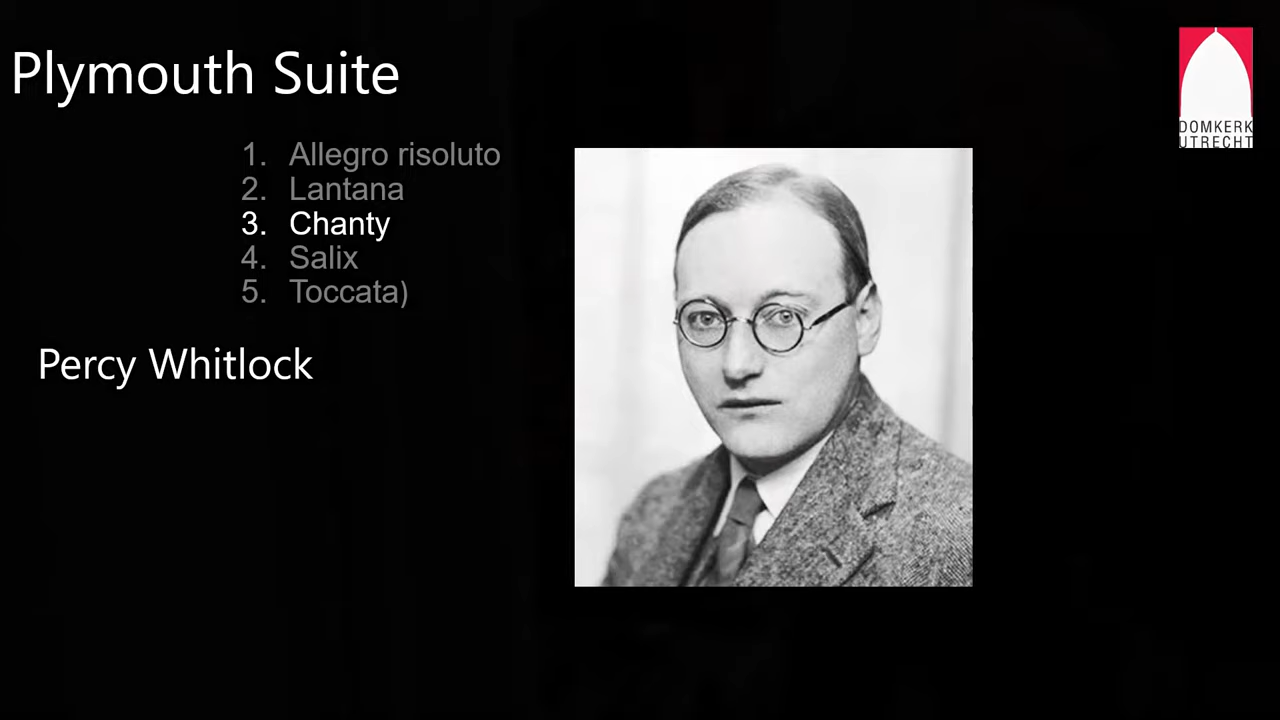 Plymouth Suite
1. Allegro risoluto
2. Lantana
3. Chanty
4. Salix
5. Toccata)
Percy Whitlock
DOMKERK
UTRECHT